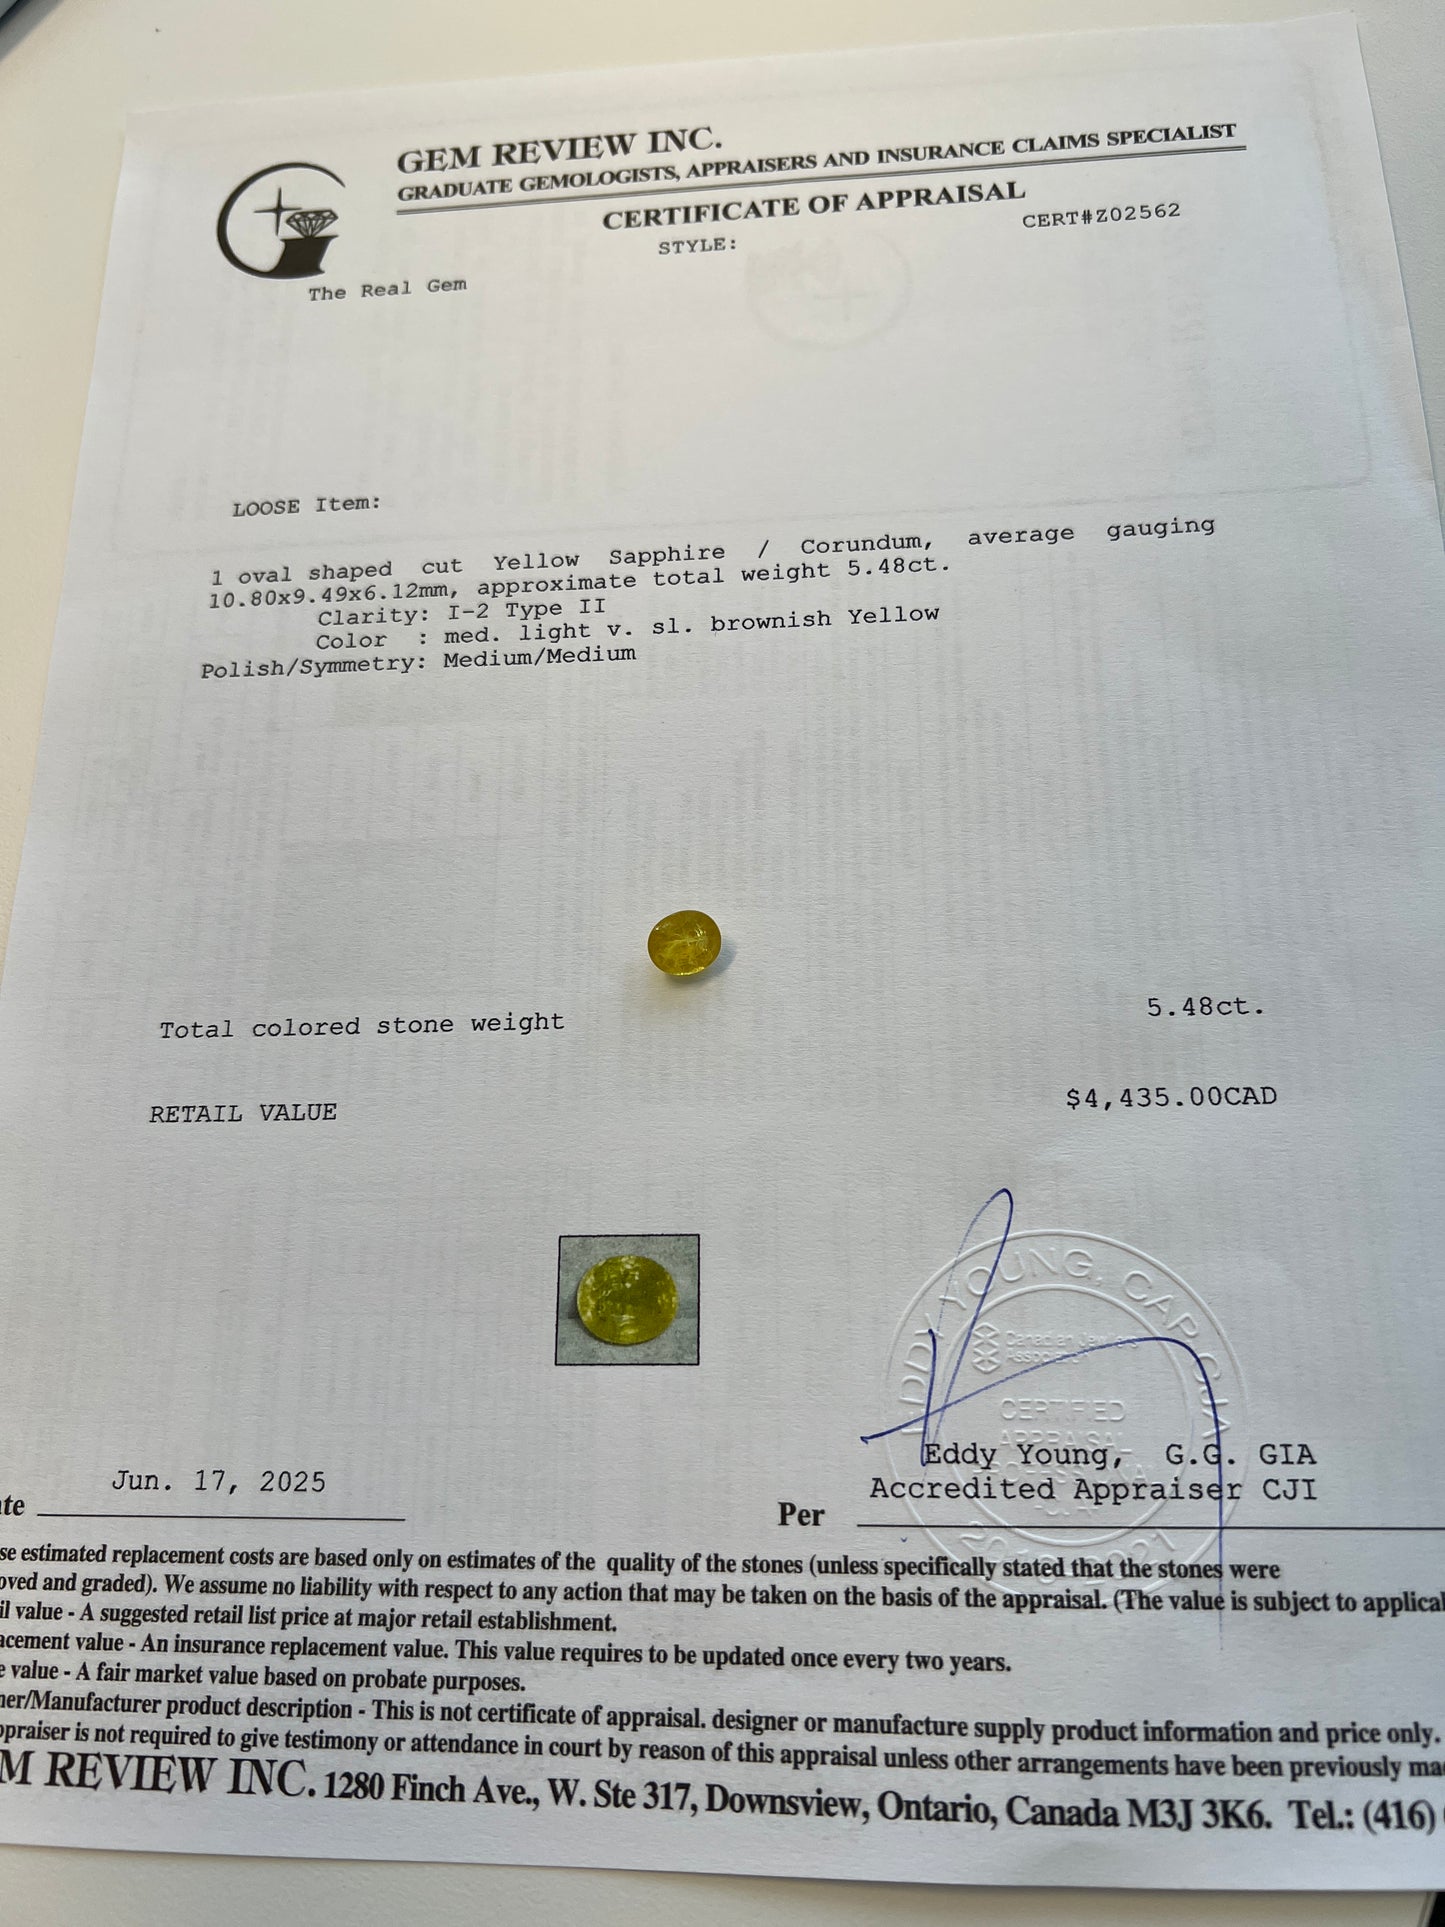 GEM REVIEW INC.
GRADUATE GEMOLOGISTS, APPRAISERS AND INSURANCE CLAIMS SPECIALIST
CERTIFICATE OF APPRAISAL
STYLE:
CERT#Z02562
The Real Gem
LOOSE Item:
1 oval shaped cut Yellow Sapphire / Corundum, average gauging
10.80x9.49x6.12mm, approximate total weight 5.48ct.
Clarity: I-2 Type II
Color : med. light v. sl. brownish Yellow
Polish/Symmetry: Medium/Medium
Total colored stone weight 5.48ct.
RETAIL VALUE $4,435.00CAD
EDDY YOUNG, CAP CJA
Canadian Jewellers
Association
CERTIFIED
APPRAISAL
Eddy Young, G.G. GIA
Accredited Appraiser CJI
Jun. 17, 2025
te
Per
se estimated replacement costs are based only on estimates of the quality of the stones (unless specifically stated that the stones were
oved and graded). We assume no liability with respect to any action that may be taken on the basis of the appraisal. (The value is subject to applical
il value - A suggested retail list price at major retail establishment.
acement value - An insurance replacement value. This value requires to be updated once every two years.
e value - A fair market value based on probate purposes.
ner/Manufacturer product description - This is not certificate of appraisal. designer or manufacture supply product information and price only.
ppraiser is not required to give testimony or attendance in court by reason of this appraisal unless other arrangements have been previously ma
M REVIEW INC. 1280 Finch Ave., W. Ste 317, Downsview, Ontario, Canada M3J 3K6. Tel.: (416)